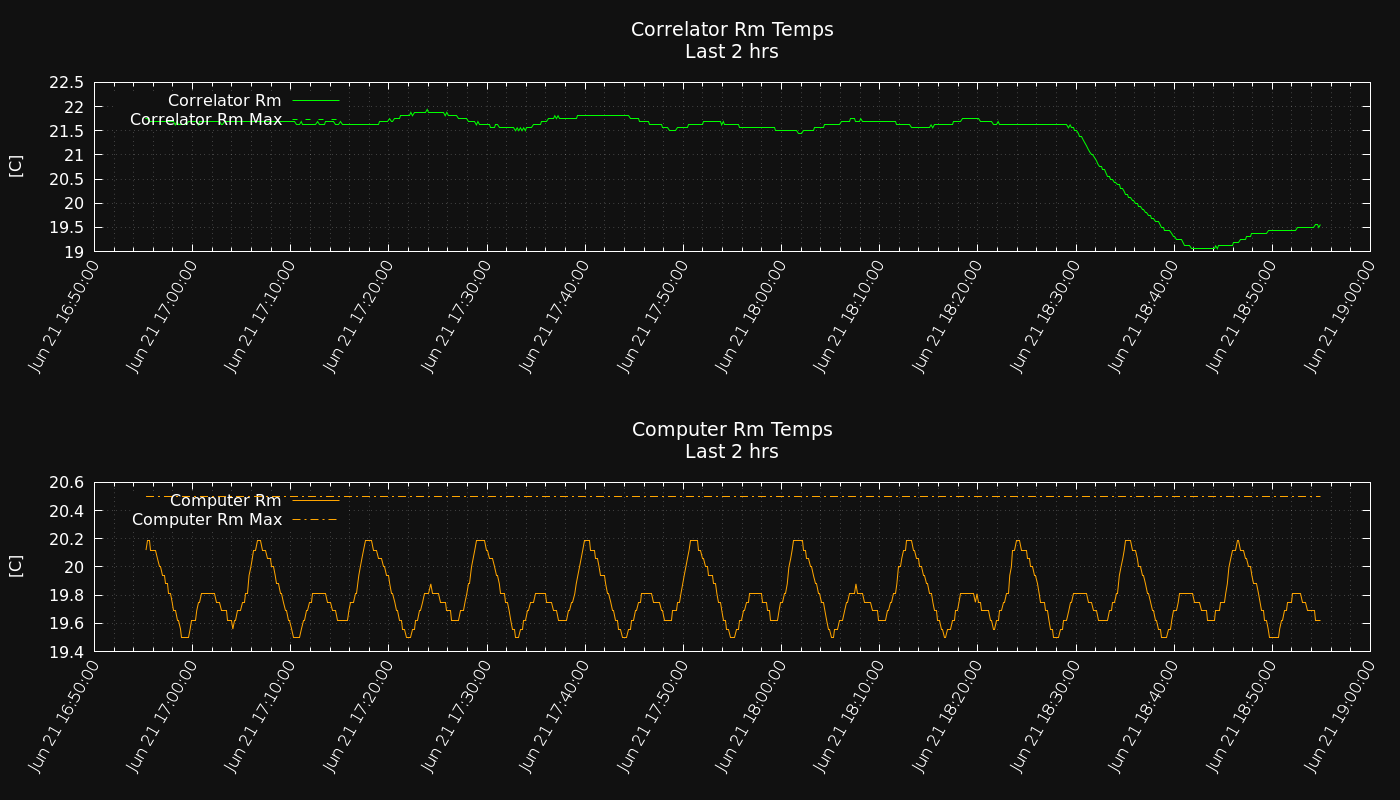 Correlator Rm Temps
Last 2 hrs
22.5
22
21.5
21
20.5
20
19.5
19
[C]
Correlator Rm
Correlator Rm Max
Jun 21 16:50:00
Jun 21 17:00:00
Jun 21 17:10:00
Jun 21 17:20:00
Jun 21 17:30:00
Jun 21 17:40:00
Jun 21 17:50:00
Jun 21 18:00:00
Jun 21 18:10:00
Jun 21 18:20:00
Jun 21 18:30:00
Jun 21 18:40:00
Jun 21 18:50:00
Jun 21 19:00:00
Computer Rm Temps
Last 2 hrs
20.6
20.4
20.2
20
19.8
19.6
19.4
[C]
Computer Rm
Computer Rm Max
Jun 21 16:50:00
Jun 21 17:00:00
Jun 21 17:10:00
Jun 21 17:20:00
Jun 21 17:30:00
Jun 21 17:40:00
Jun 21 17:50:00
Jun 21 18:00:00
Jun 21 18:10:00
Jun 21 18:20:00
Jun 21 18:30:00
Jun 21 18:40:00
Jun 21 18:50:00
Jun 21 19:00:00